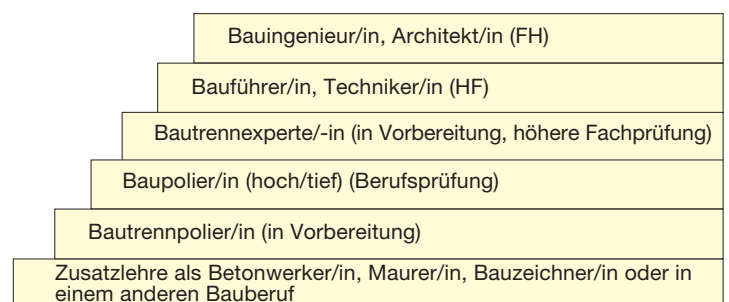 Bauingenieur/in, Architekt/in (FH)
Bauführer/in, Techniker/in (HF)
Bautrennexperte/-in (in Vorbereitung, höhere Fachprüfung)
Baupolier/in (hoch/tief) (Berufsprüfung)
Bautrennpolier/in (in Vorbereitung)
Zusatzlehre als Betonwerker/in, Maurer/in, Bauzeichner/in oder in
einem anderen Bauberuf